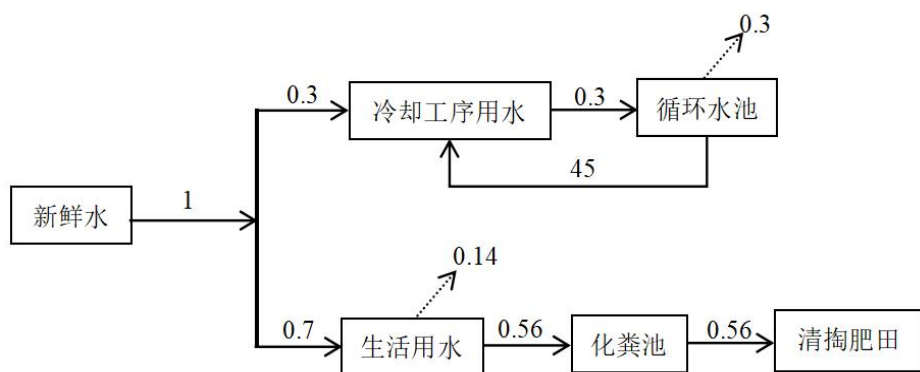 0.3
0.3
冷却工序用水
0.3
循环水池
45
新鲜水
1
0.14
0.7
生活用水
0.56
化粪池
0.56
清掏肥田